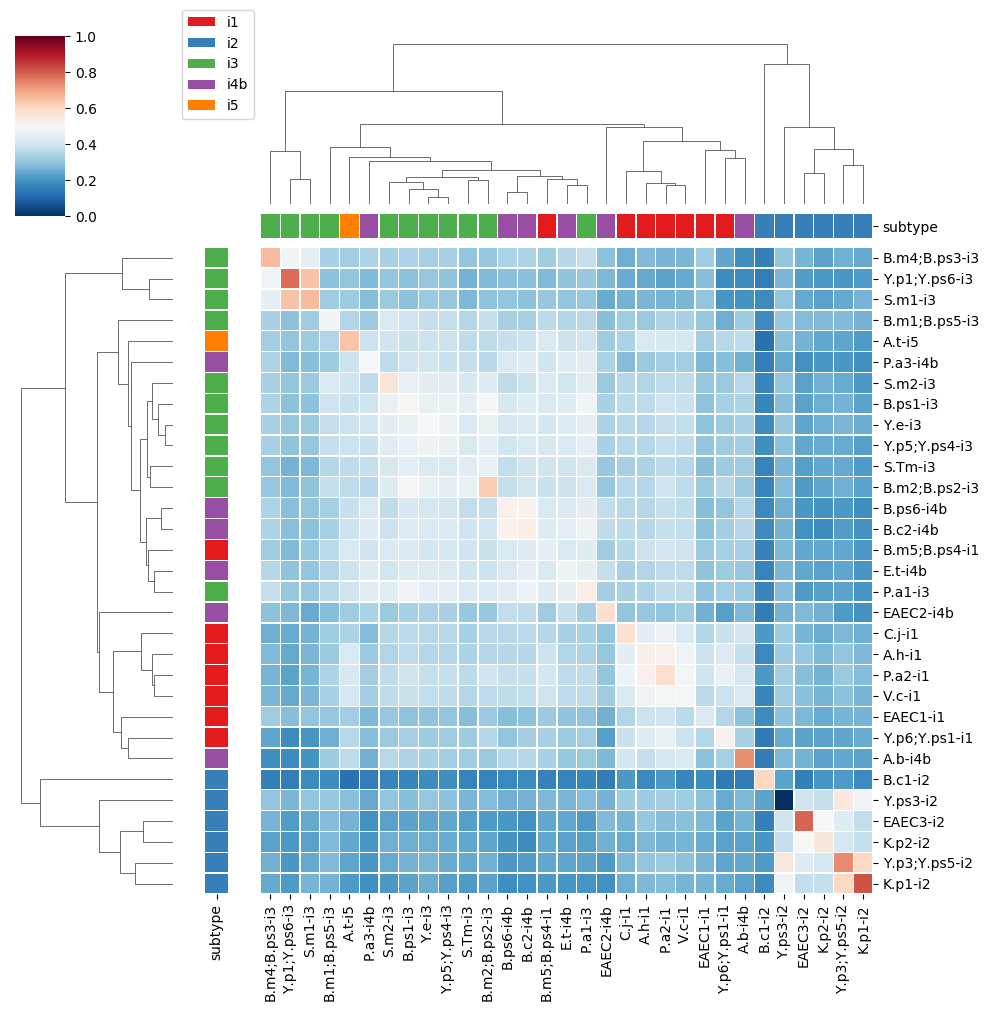 1.0
0.8
0.6
0.4
0.2
0.0
i1
i2
i3
i4b
i5
subtype
B.m4;B.ps3-i3
Y.p1;Y.ps6-i3
S.m1-i3
B.m1;B.ps5-i3
A.t-i5
P.a3-i4b
S.m2-i3
B.ps1-i3
Y.e-i3
Y.p5;Y.ps4-i3
S.Tm-i3
B.m2;B.ps2-i3
B.ps6-i4b
B.c2-i4b
B.m5;B.ps4-i1
E.t-i4b
P.a1-i3
EAEC2-i4b
C.j-i1
A.h-i1
P.a2-i1
V.c-i1
EAEC1-i1
Y.p6;Y.ps1-i1
A.b-i4b
B.c1-i2
Y.ps3-i2
EAEC3-i2
K.p2-i2
Y.p3;Y.ps5-i2
K.p1-i2
subtype
B.m4;B.ps3-i3
Y.p1;Y.ps6-i3
S.m1-i3
B.m1;B.ps5-i3
A.t-i5
P.a3-i4b
S.m2-i3
B.ps1-i3
Y.e-i3
Y.p5;Y.ps4-i3
S.Tm-i3
B.m2;B.ps2-i3
B.ps6-i4b
B.c2-i4b
B.m5;B.ps4-i1
E.t-i4b
P.a1-i3
EAEC2-i4b
C.j-i1
A.h-i1
P.a2-i1
V.c-i1
EAEC1-i1
Y.p6;Y.ps1-i1
A.b-i4b
B.c1-i2
Y.ps3-i2
EAEC3-i2
K.p2-i2
Y.p3;Y.ps5-i2
K.p1-i2